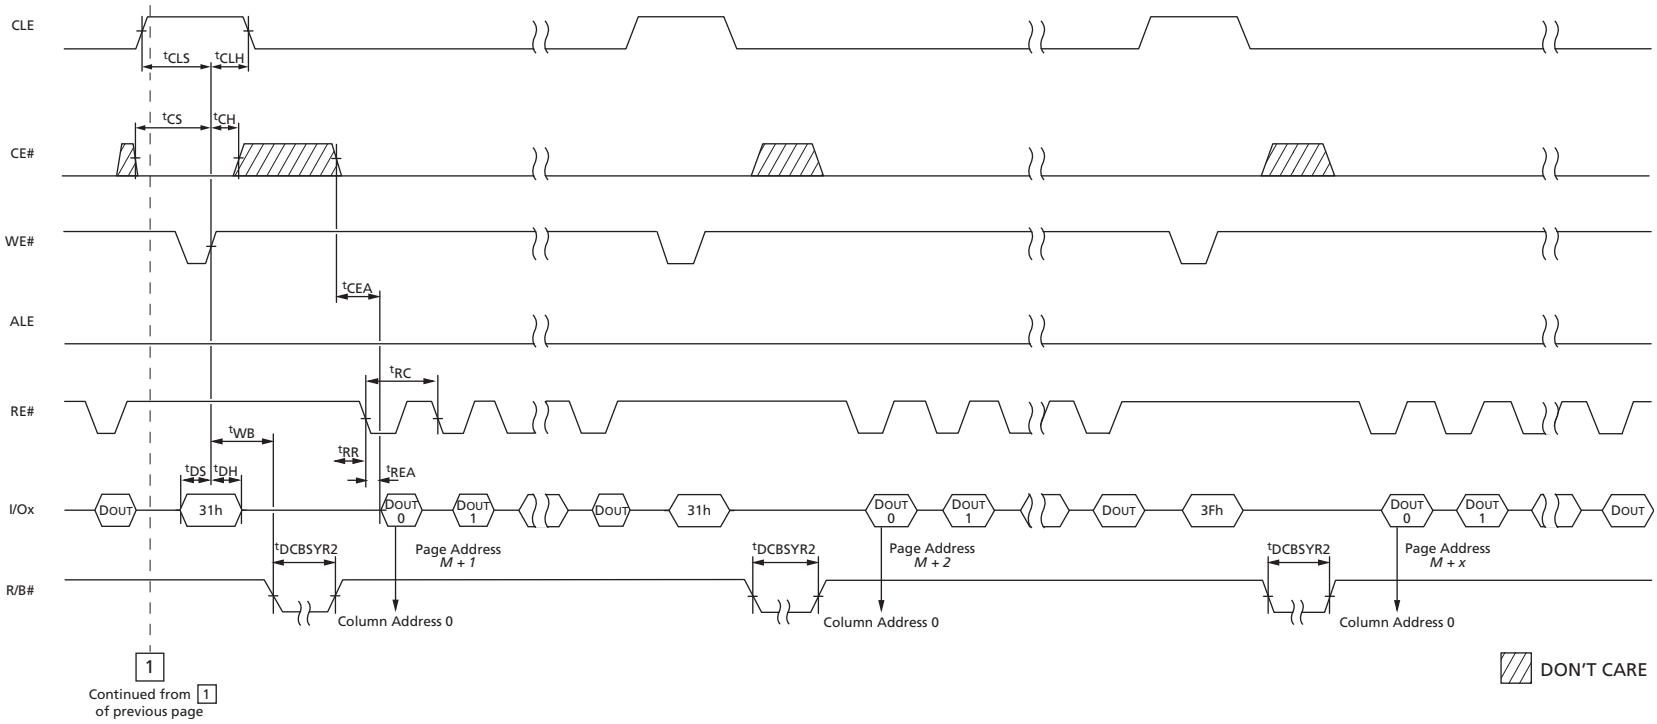 CLE
tCLS
tCLH
tCS
tCH
CE#
WE#
tCEA
ALE
tRC
RE#
tWB
tRR
tDS
tDH
tREA
I/Ox
DOUT
31h
DOUT 0
DOUT 1
DOUT
31h
DOUT 0
DOUT 1
DOUT
3Fh
DOUT 0
DOUT 1
DOUT
tDCBSYR2
Page Address
M + 1
tDCBSYR2
Page Address
M + 2
tDCBSYR2
Page Address
M + x
R/B#
Column Address 0
Column Address 0
Column Address 0
1
Continued from 1
of previous page
DON'T CARE